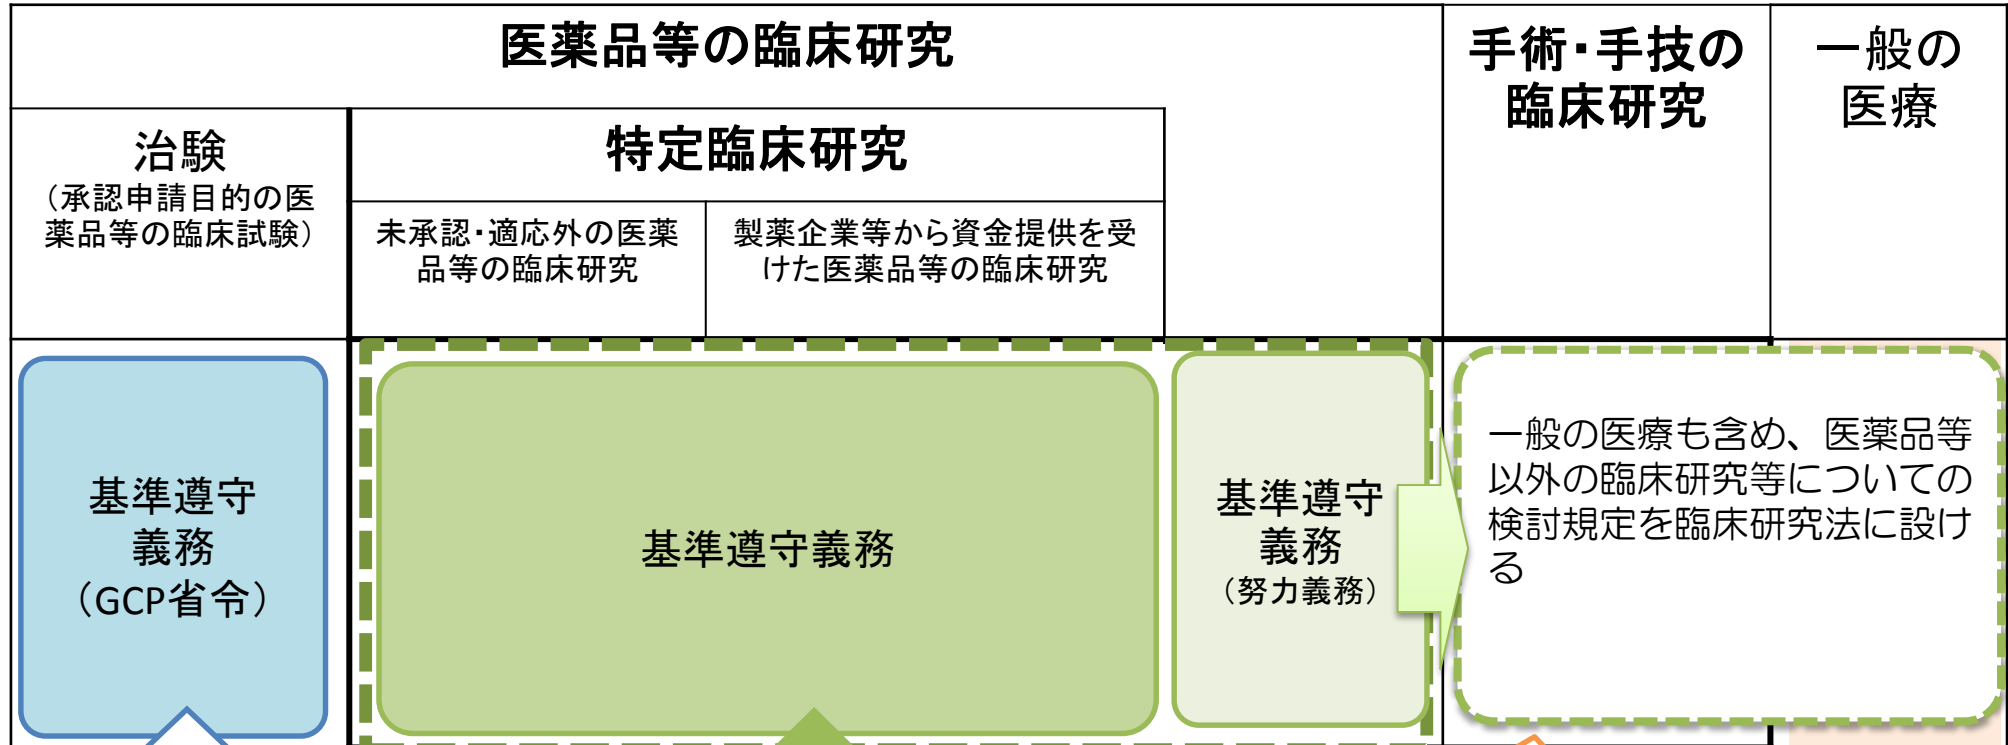 医薬品等の臨床研究
手術・手技の
臨床研究
一般の
医療
治験
（承認申請目的の医
薬品等の臨床試験）
特定臨床研究
未承認・適応外の医薬
品等の臨床研究
製薬企業等から資金提供を受
けた医薬品等の臨床研究
基準遵守
義務
（GCP省令）
基準遵守義務
基準遵守
義務
（努力義務）
一般の医療も含め、医薬品等
以外の臨床研究等についての
検討規定を臨床研究法に設け
る